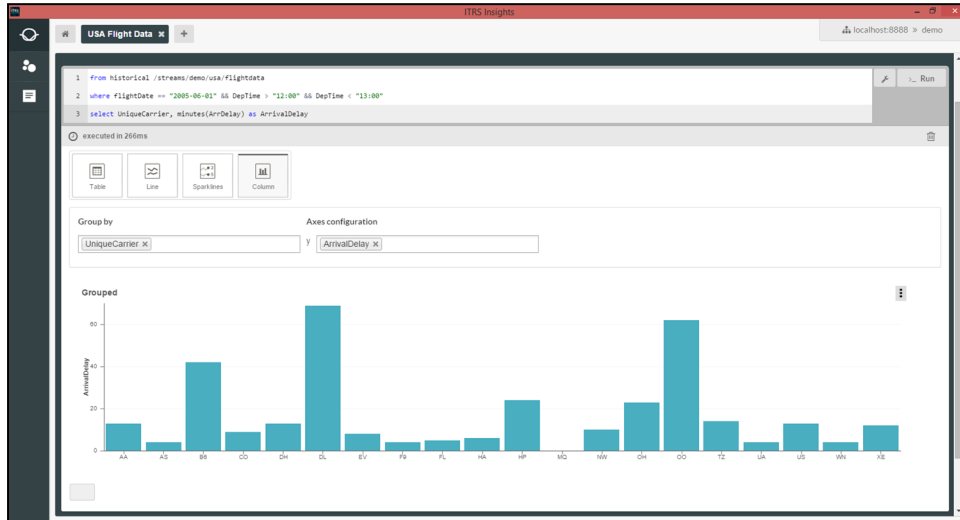 ITRS
ITRS Insights
USA Flight Data
localhost:8888 » demo
1 from historical /streams/demo/usa/flightdata
2 where flightDate == "2005-06-01" && DepTime > "12:00" && DepTime < "13:00"
3 select UniqueCarrier, minutes(ArrDelay) as ArrivalDelay
>_ Run
executed in 266ms
Table Line Sparklines Column
Group by Axes configuration
UniqueCarrier × y ArrivalDelay ×
Grouped
ArrivalDelay
60
40
20
0
AA AS B6 CO DH DL EV F9 FL HA HP MQ NW OH OO TZ UA US WN XE